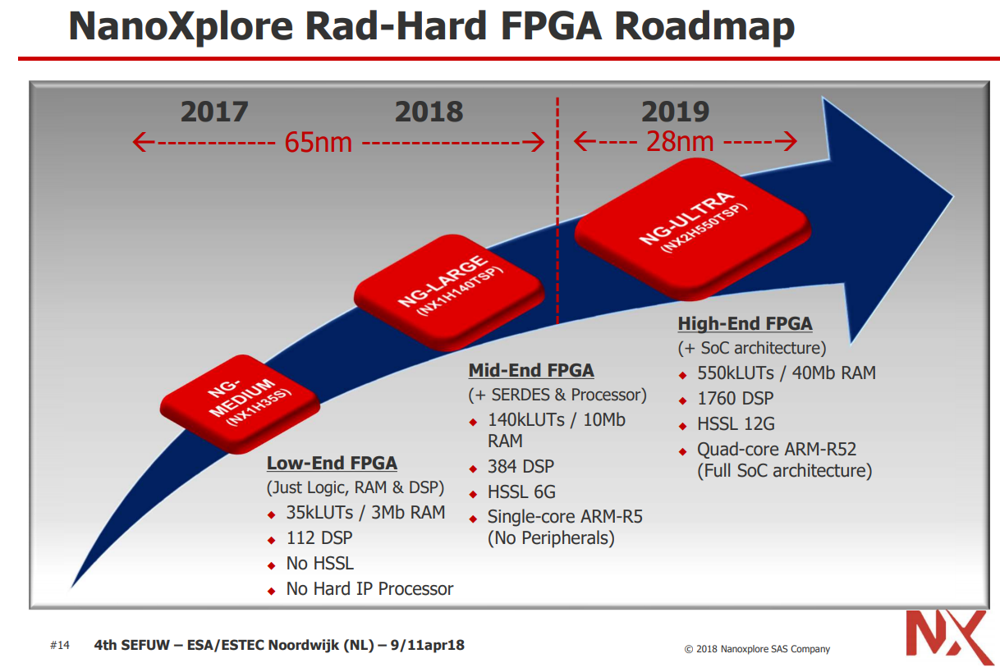 NanoXplore Rad-Hard FPGA Roadmap
2017
2018
2019
65nm
28nm
NG-ULTRA
(NX2H550TSP)
NG-LARGE
(NX1H140TSP)
NG-
MEDIUM
(NX1H35S)
Low-End FPGA
(Just Logic, RAM & DSP)
35kLUTs / 3Mb RAM
112 DSP
No HSSL
No Hard IP Processor
Mid-End FPGA
(+ SERDES & Processor)
140kLUTs / 10Mb
RAM
384 DSP
HSSL 6G
Single-core ARM-R5
(No Peripherals)
High-End FPGA
(+ SoC architecture)
550kLUTs / 40Mb RAM
1760 DSP
HSSL 12G
Quad-core ARM-R52
(Full SoC architecture)
#14
4th SEFUW – ESA/ESTEC Noordwijk (NL) – 9/11apr18
© 2018 Nanoxplore SAS Company
NX